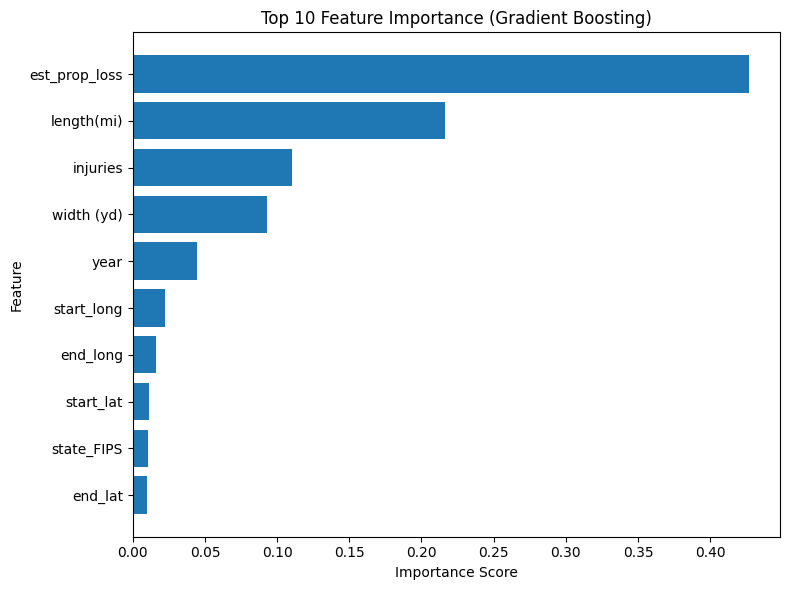 Top 10 Feature Importance (Gradient Boosting)
est_prop_loss
length(mi)
injuries
width (yd)
year
start_long
end_long
start_lat
state_FIPS
end_lat
Feature
0.00 0.05 0.10 0.15 0.20 0.25 0.30 0.35 0.40
Importance Score